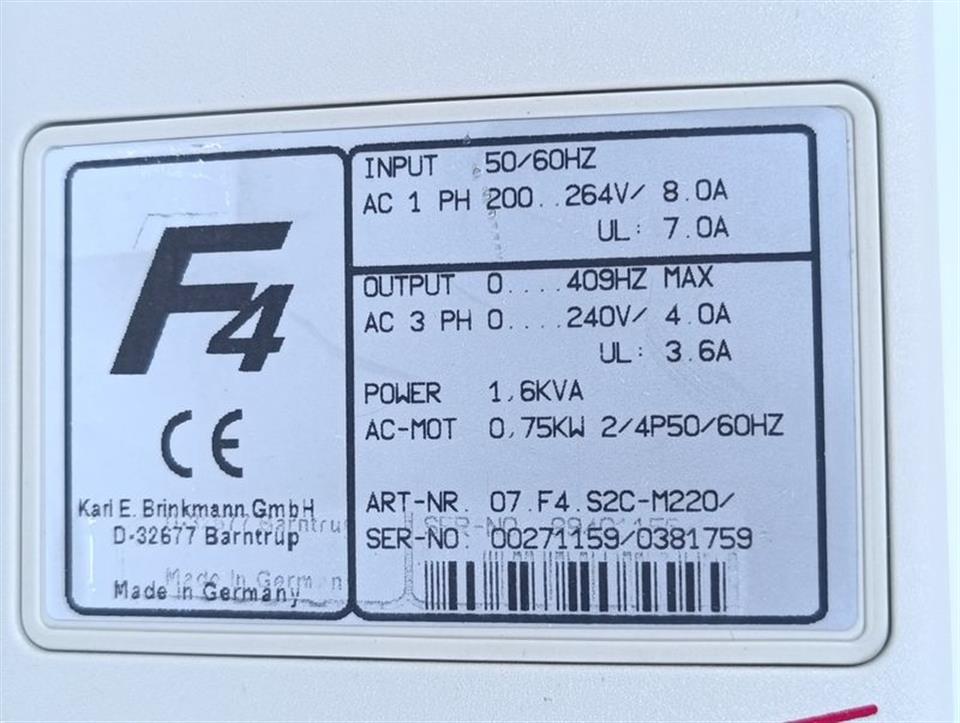 F4
CE
Karl E. Brinkmann GmbH
D-32677 Barntrup
Made in Germany
INPUT 50/60HZ
AC 1 PH 200..264V/ 8.0A
UL: 7.0A
OUTPUT 0....409HZ MAX
AC 3 PH 0....240V/ 4.0A
UL: 3.6A
POWER 1,6KVA
AC-MOT 0,75KW 2/4P50/60HZ
ART-NR. 07.F4.S2C-M220/
SER-NO. 
SER-NO: 00271159/0381759